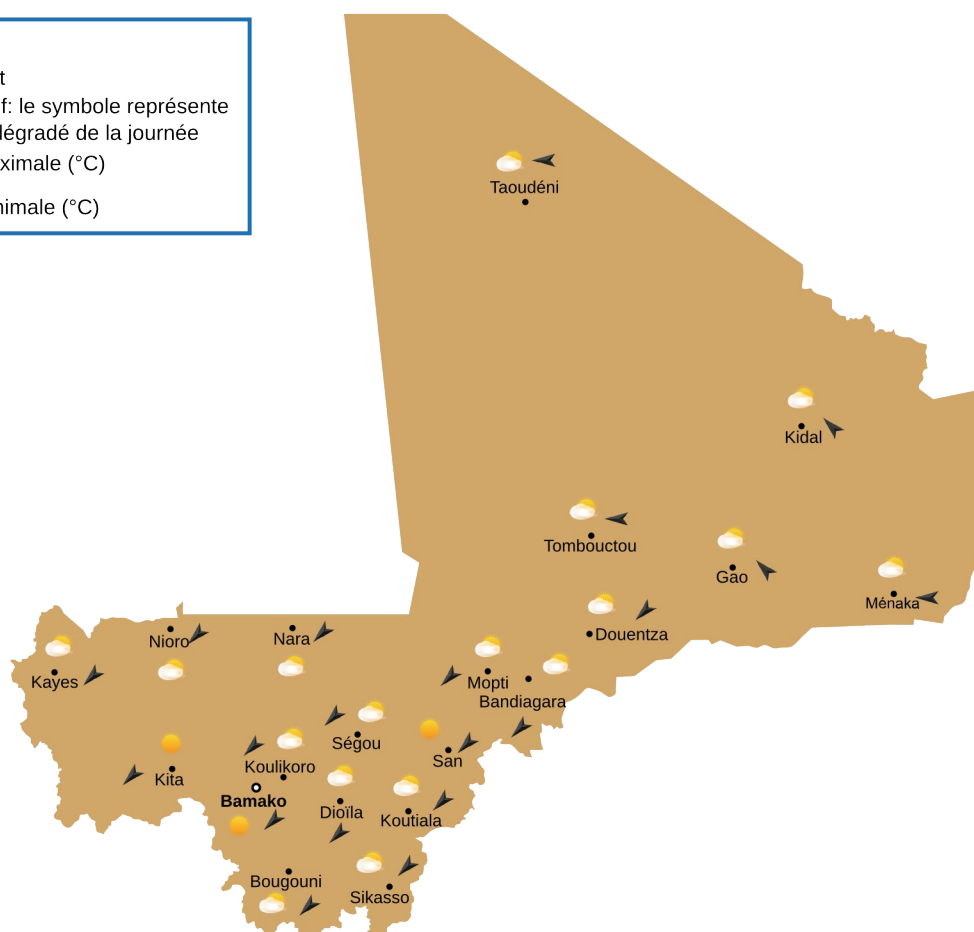 t
f: le symbole représente
dégradé de la journée
ximale (°C)
nimale (°C)
Taoudéni
Kidal
Tombouctou
Gao
Ménaka
Nioro
Nara
Douentza
Kayes
Mopti
Bandiagara
Ségou
San
Koulikoro
Kita
Bamako
Dioïla
Koutiala
Bougouni
Sikasso